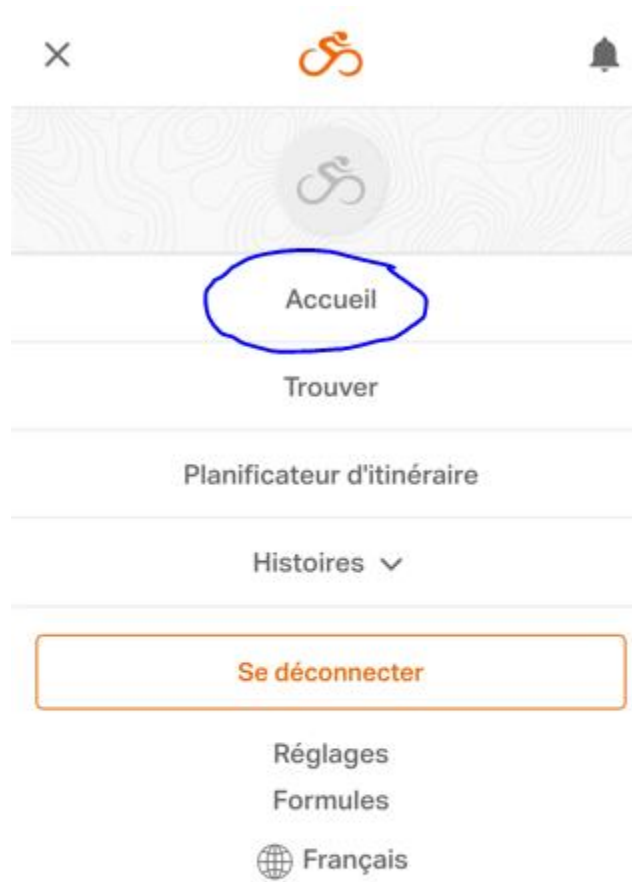 Accueil
Trouver
Planificateur d'itinéraire
Histoires
Se déconnecter
Réglages
Formules
Français